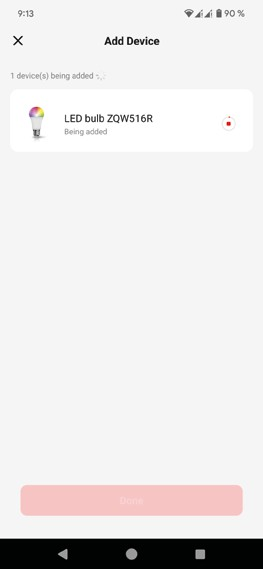 9:13
90 %
Add Device
1 device(s) being added
LED bulb ZQW516R
Being added
Done